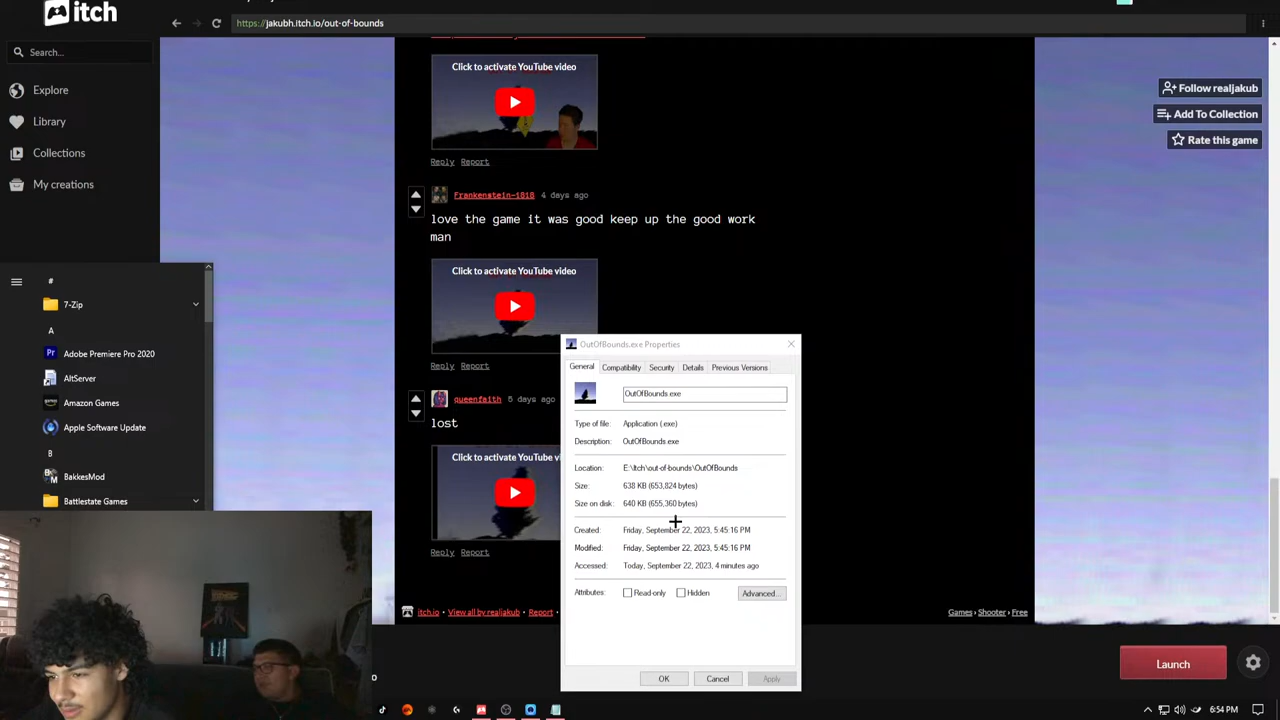 itch
https://jakubh.itch.io/out-of-bounds
Search...
Explore
Library
Collections
My creations
Follow realjakub
Add To Collection
Rate this game
Click to activate YouTube video
Reply Report
Frankenstein-1818 4 days ago
love the game it was good keep up the good work
man
Click to activate YouTube video
Reply Report
queenfaith 5 days ago
lost
Click to activate YouTube vi
Reply Report
itch.io · View all by realjakub · Report ·
Games › Shooter › Free
Launch
#
7-Zip
A
Adobe Premiere Pro 2020
AltServer
Amazon Games
Apple Software Update
B
BakkesMod
Battlestate Games
OutOfBounds.exe Properties
General Compatibility Security Details Previous Versions
OutOfBounds.exe
Type of file: Application (.exe)
Description: OutOfBounds.exe
Location: E:\Itch\out-of-bounds\OutOfBounds
Size: 638 KB (653,824 bytes)
Size on disk: 640 KB (655,360 bytes)
Created: Friday, September 22, 2023, 5:45:16 PM
Modified: Friday, September 22, 2023, 5:45:16 PM
Accessed: Today, September 22, 2023, 4 minutes ago
Attributes: Read-only Hidden Advanced...
OK Cancel Apply
6:54 PM